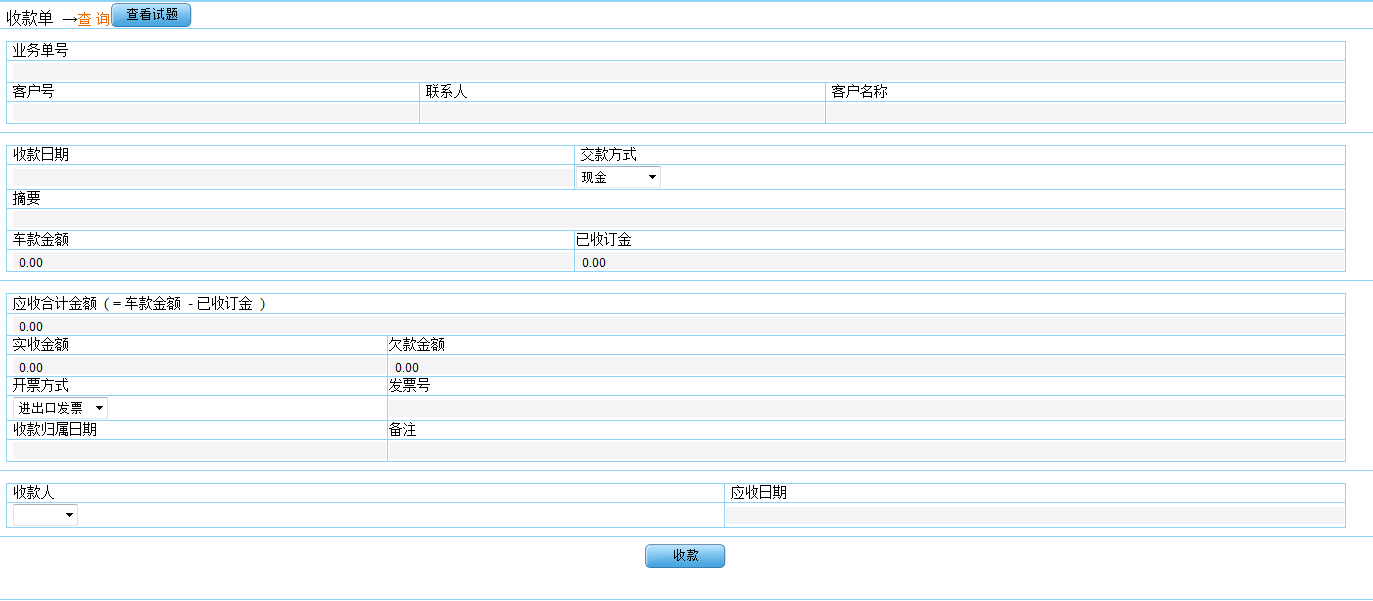 收款单 →查 询 查看试题
业务单号
客户号 联系人 客户名称
收款日期 交款方式
现金
摘要
车款金额 已收订金
0.00 0.00
应收合计金额 ( = 车款金额 - 已收订金 )
0.00
实收金额 欠款金额
0.00 0.00
开票方式 发票号
进出口发票
收款归属日期 备注
收款人 应收日期
收款